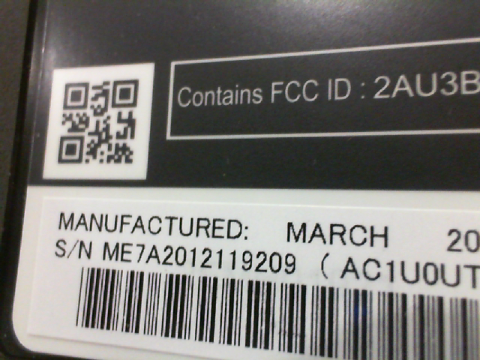 Contains FCC ID : 2AU3B
MANUFACTURED: MARCH 20
S/N ME7A2012119209 ( AC1U0UT